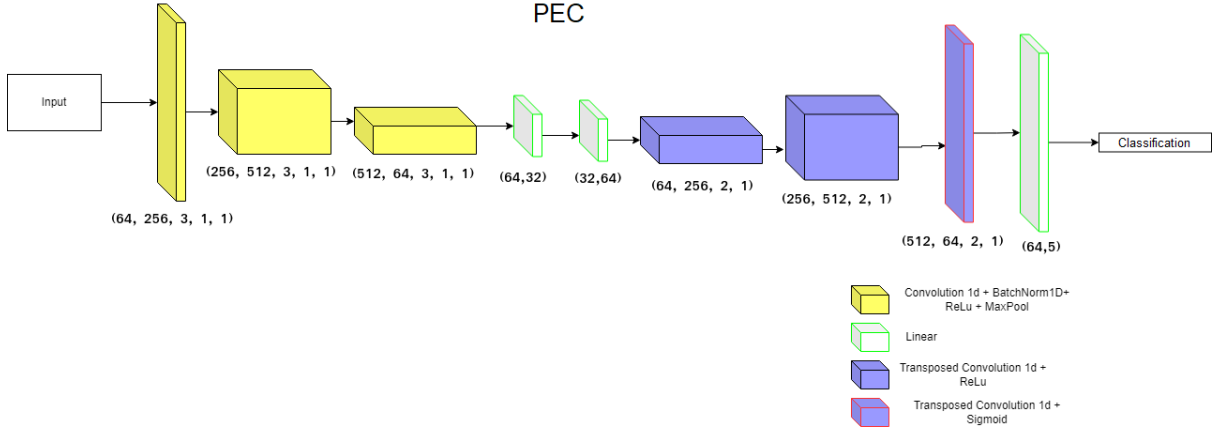 PEC
Input
(64, 256, 3, 1, 1)
(256, 512, 3, 1, 1)
(512, 64, 3, 1, 1)
(64,32)
(32,64)
(64, 256, 2, 1)
(256, 512, 2, 1)
(512, 64, 2, 1)
(64,5)
Classification
Convolution 1d + BatchNorm1D+
ReLu + MaxPool
Linear
Transposed Convolution 1d +
ReLu
Transposed Convolution 1d +
Sigmoid